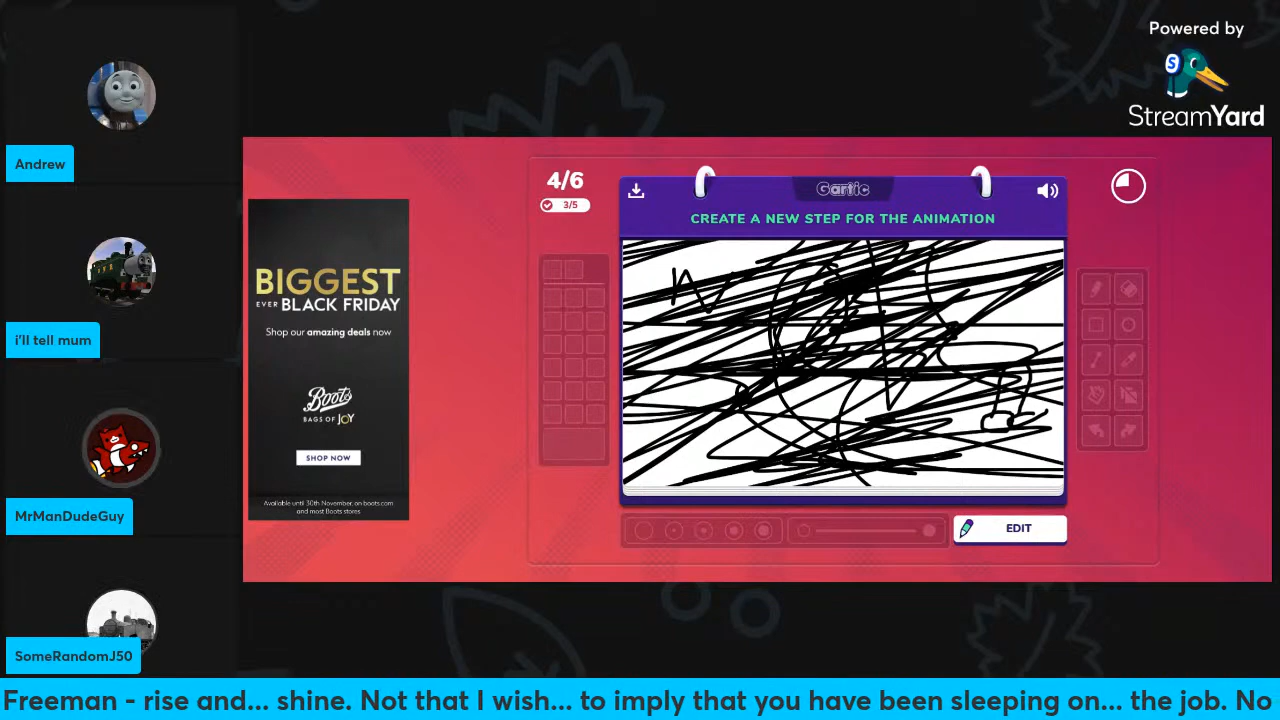 Powered by
S
StreamYard
Andrew
i'll tell mum
MrManDudeGuy
SomeRandomJ50
4/6
3/5
Gartic
CREATE A NEW STEP FOR THE ANIMATION
BIGGEST
EVER BLACK FRIDAY
Shop our amazing deals now
Boots
BAGS OF JOY
SHOP NOW
Available until 30th November, on boots.com
and most Boots stores
EDIT
Freeman - rise and... shine. Not that I wish... to imply that you have been sleeping on... the job. No